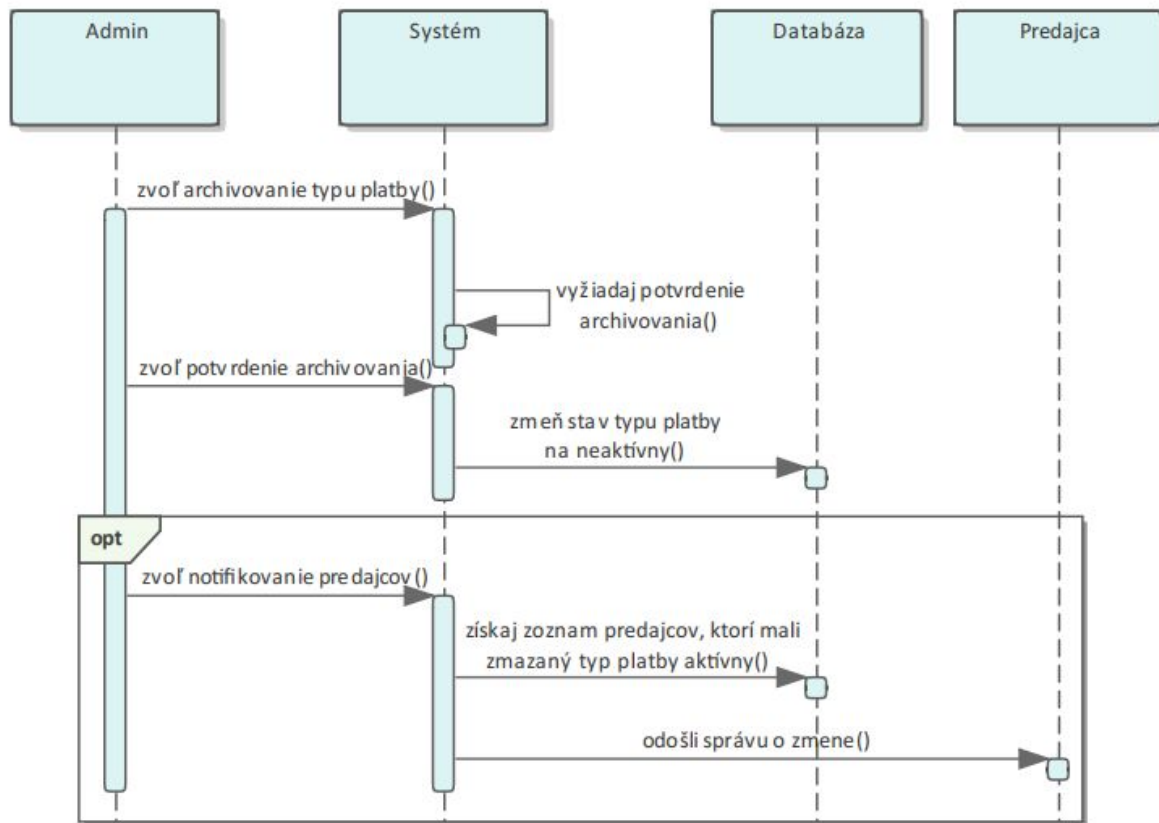 Admin
Systém
Databáza
Predajca
zvoľ archivovanie typu platby()
vyžiadaj potvrdenie
archivovania()
zvoľ potvrdenie archivovania()
zmeň stav typu platby
na neaktívny()
opt
zvoľ notifikovanie predajcov()
získaj zoznam predajcov, ktorí mali
zmazaný typ platby aktívny()
odošli správu o zmene()